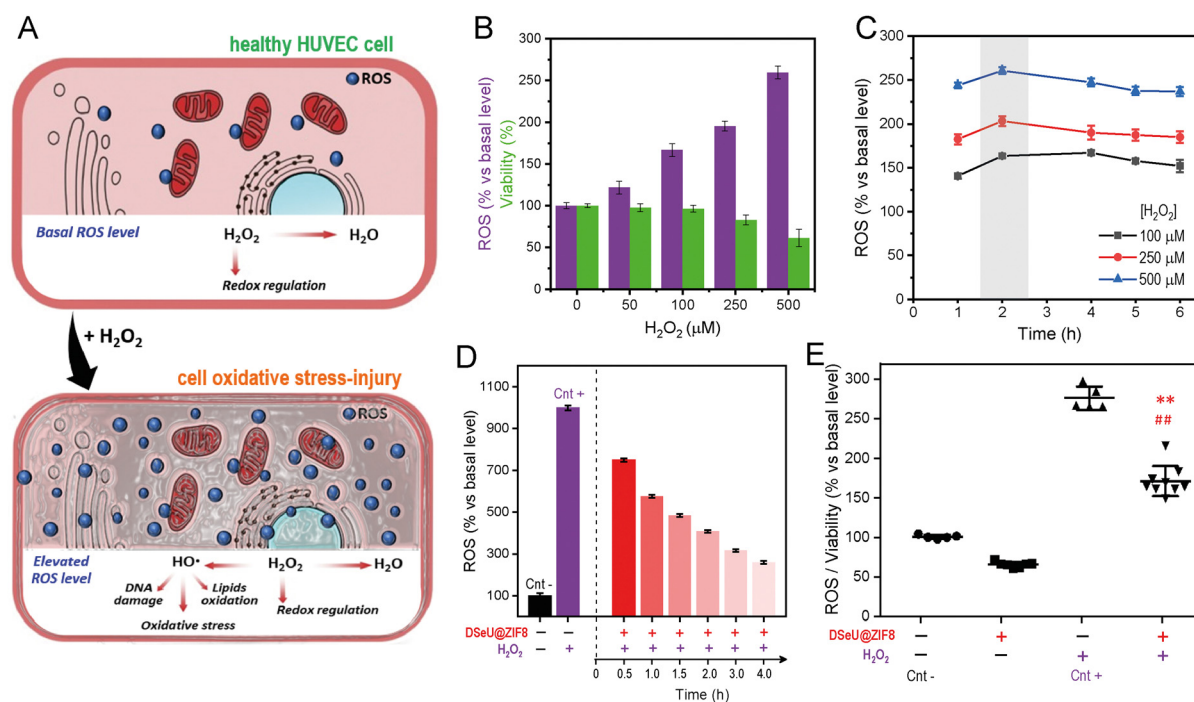 A
healthy HUVEC cell
ROS
Basal ROS level
H₂O₂
H₂O
Redox regulation
+ H₂O₂
cell oxidative stress-injury
ROS
Elevated ROS level
HO•
H₂O₂
H₂O
DNA damage
Lipids oxidation
Redox regulation
Oxidative stress
B
ROS (% vs basal level)
Viability (%)
300
250
200
150
100
50
0
0 50 100 250 500
H₂O₂ (μM)
C
ROS (% vs basal level)
300
250
200
150
100
50
0
[H₂O₂]
100 μM
250 μM
500 μM
1 2 3 4 5 6
Time (h)
D
ROS (% vs basal level)
1100
900
700
500
300
100
Cnt +
Cnt -
DSeU@ZIF8 – – + + + + + +
H₂O₂ – + + + + + + +
0 0.5 1.0 1.5 2.0 3.0 4.0
Time (h)
E
ROS / Viability (% vs basal level)
300
250
200
150
100
50
0
**
##
DSeU@ZIF8 – + – +
H₂O₂ – – + +
Cnt - Cnt +